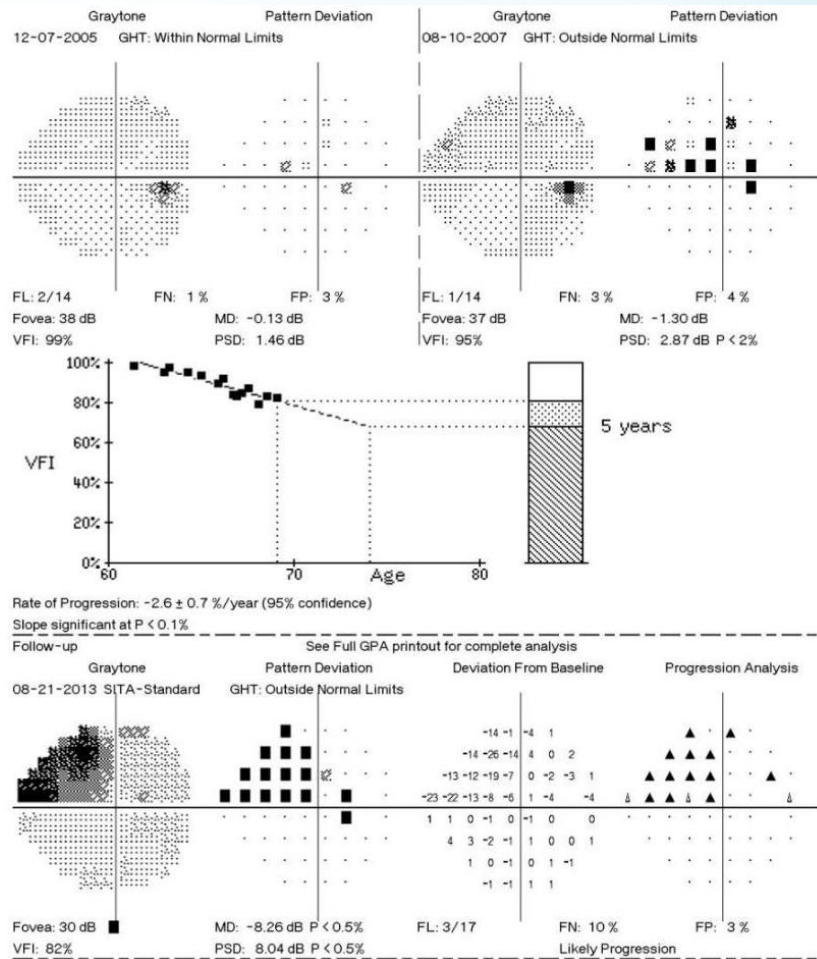 Graytone Pattern Deviation Graytone Pattern Deviation
12-07-2005 GHT: Within Normal Limits 08-10-2007 GHT: Outside Normal Limits
FL: 2/14 FN: 1 % FP: 3 % FL: 1/14 FN: 3 % FP: 4 %
Fovea: 38 dB MD: -0.13 dB Fovea: 37 dB MD: -1.30 dB
VFI: 99% PSD: 1.46 dB VFI: 95% PSD: 2.87 dB P < 2%
100%
80%
5 years
60%
VFI
40%
20%
0%
60 70 Age 80
Rate of Progression: -2.6 ± 0.7 %/year (95% confidence)
Slope significant at P < 0.1%
Follow-up See Full GPA printout for complete analysis
Graytone Pattern Deviation Deviation From Baseline Progression Analysis
08-21-2013 SITA-Standard GHT: Outside Normal Limits
-14 -1 -4 1
-14 -26 -14 4 0 2
-13 -12 -19 -7 0 -2 -3 1
-23 -22 -13 -8 -6 1 -4 -4
1 1 0 -1 0 -1 0 0
4 3 -2 -1 1 0 0 1
1 0 -1 0 1 -1
-1 -1 1 1
Fovea: 30 dB MD: -8.26 dB P < 0.5% FL: 3/17 FN: 10 % FP: 3 %
VFI: 82% PSD: 8.04 dB P < 0.5% Likely Progression